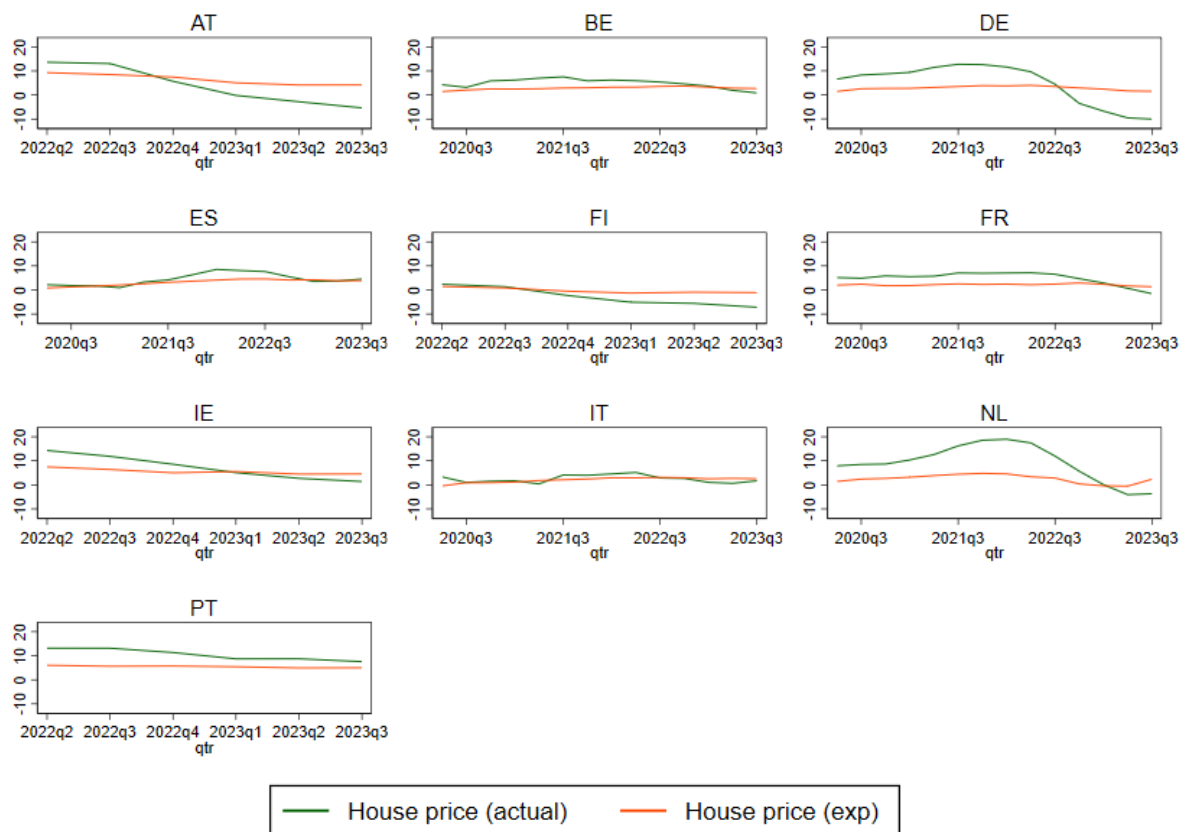 AT BE DE
20 20 20
10 10 10
0 0 0
-10 -10 -10
2022q2 2022q3 2022q4 2023q1 2023q2 2023q3 2020q3 2021q3 2022q3 2023q3 2020q3 2021q3 2022q3 2023q3
qtr qtr qtr
ES FI FR
20 20 20
10 10 10
0 0 0
-10 -10 -10
2020q3 2021q3 2022q3 2023q3 2022q2 2022q3 2022q4 2023q1 2023q2 2023q3 2020q3 2021q3 2022q3 2023q3
qtr qtr qtr
IE IT NL
20 20 20
10 10 10
0 0 0
-10 -10 -10
2022q2 2022q3 2022q4 2023q1 2023q2 2023q3 2020q3 2021q3 2022q3 2023q3 2020q3 2021q3 2022q3 2023q3
qtr qtr qtr
PT
20
10
0
-10
2022q2 2022q3 2022q4 2023q1 2023q2 2023q3
qtr
House price (actual) House price (exp)